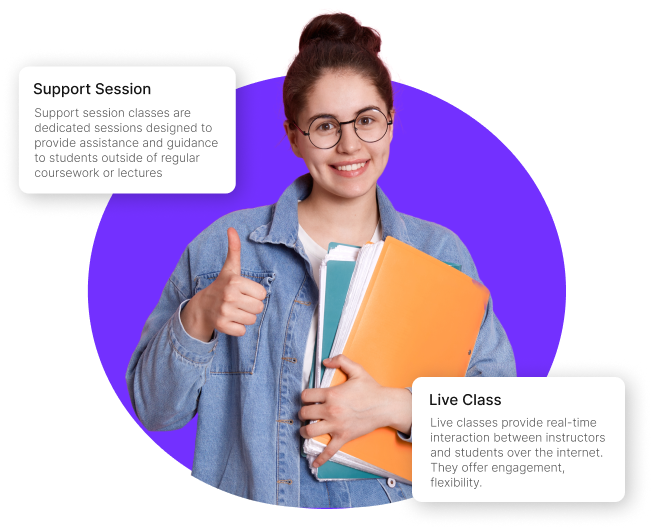 Support Session
Support session classes are
dedicated sessions designed to
provide assistance and guidance
to students outside of regular
coursework or lectures
Live Class
Live classes provide real-time
interaction between instructors
and students over the internet.
They offer engagement,
flexibility.